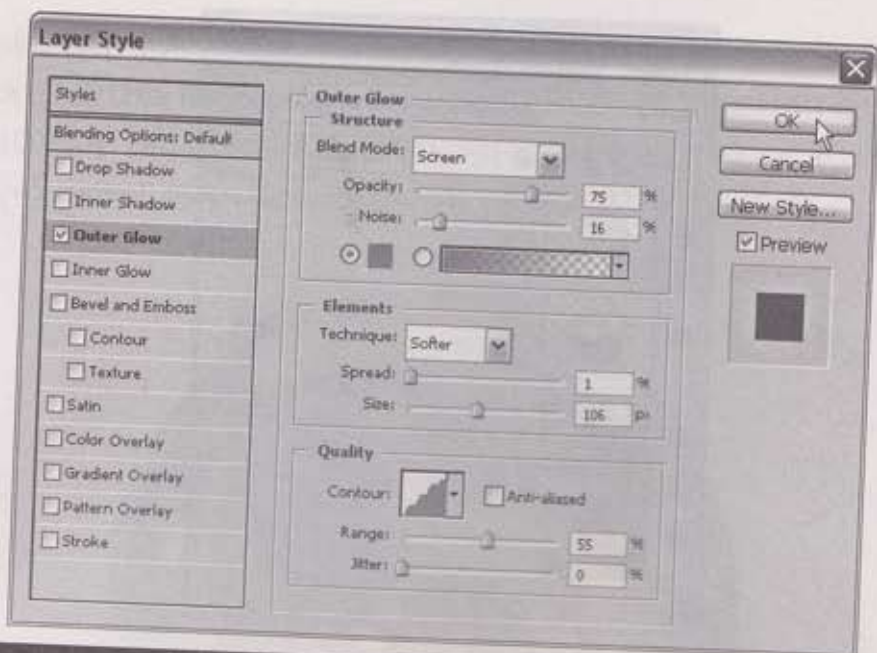 Layer Style
Styles
Blending Options: Default
Drop Shadow
Inner Shadow
Outer Glow
Inner Glow
Bevel and Emboss
Contour
Texture
Satin
Color Overlay
Gradient Overlay
Pattern Overlay
Stroke
Outer Glow
Structure
Blend Mode: Screen
Opacity: 75 %
Noise: 16 %
Elements
Technique: Softer
Spread: 1 %
Size: 106 px
Quality
Contour: Anti-aliased
Range: 55 %
Jitter: 0 %
OK
Cancel
New Style...
Preview